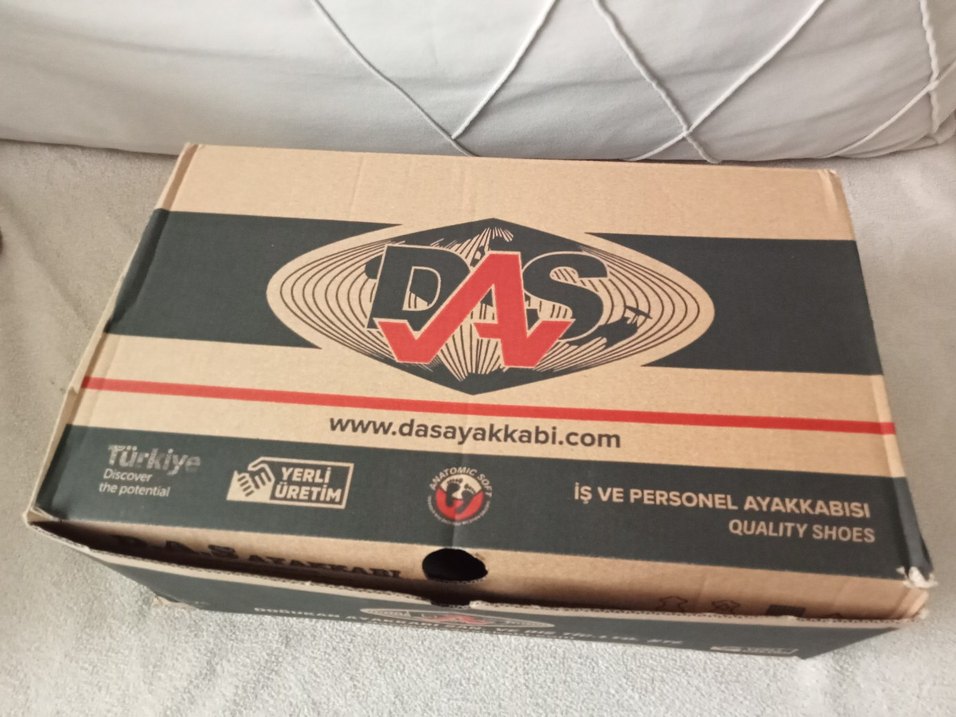 DAS
www.dasayakkabi.com
Türkiye
Discover
the potential
YERLİ
ÜRETİM
ANATOMIC SOFT
İŞ VE PERSONEL AYAKKABISI
QUALITY SHOES
D.A.S AYAKKABI